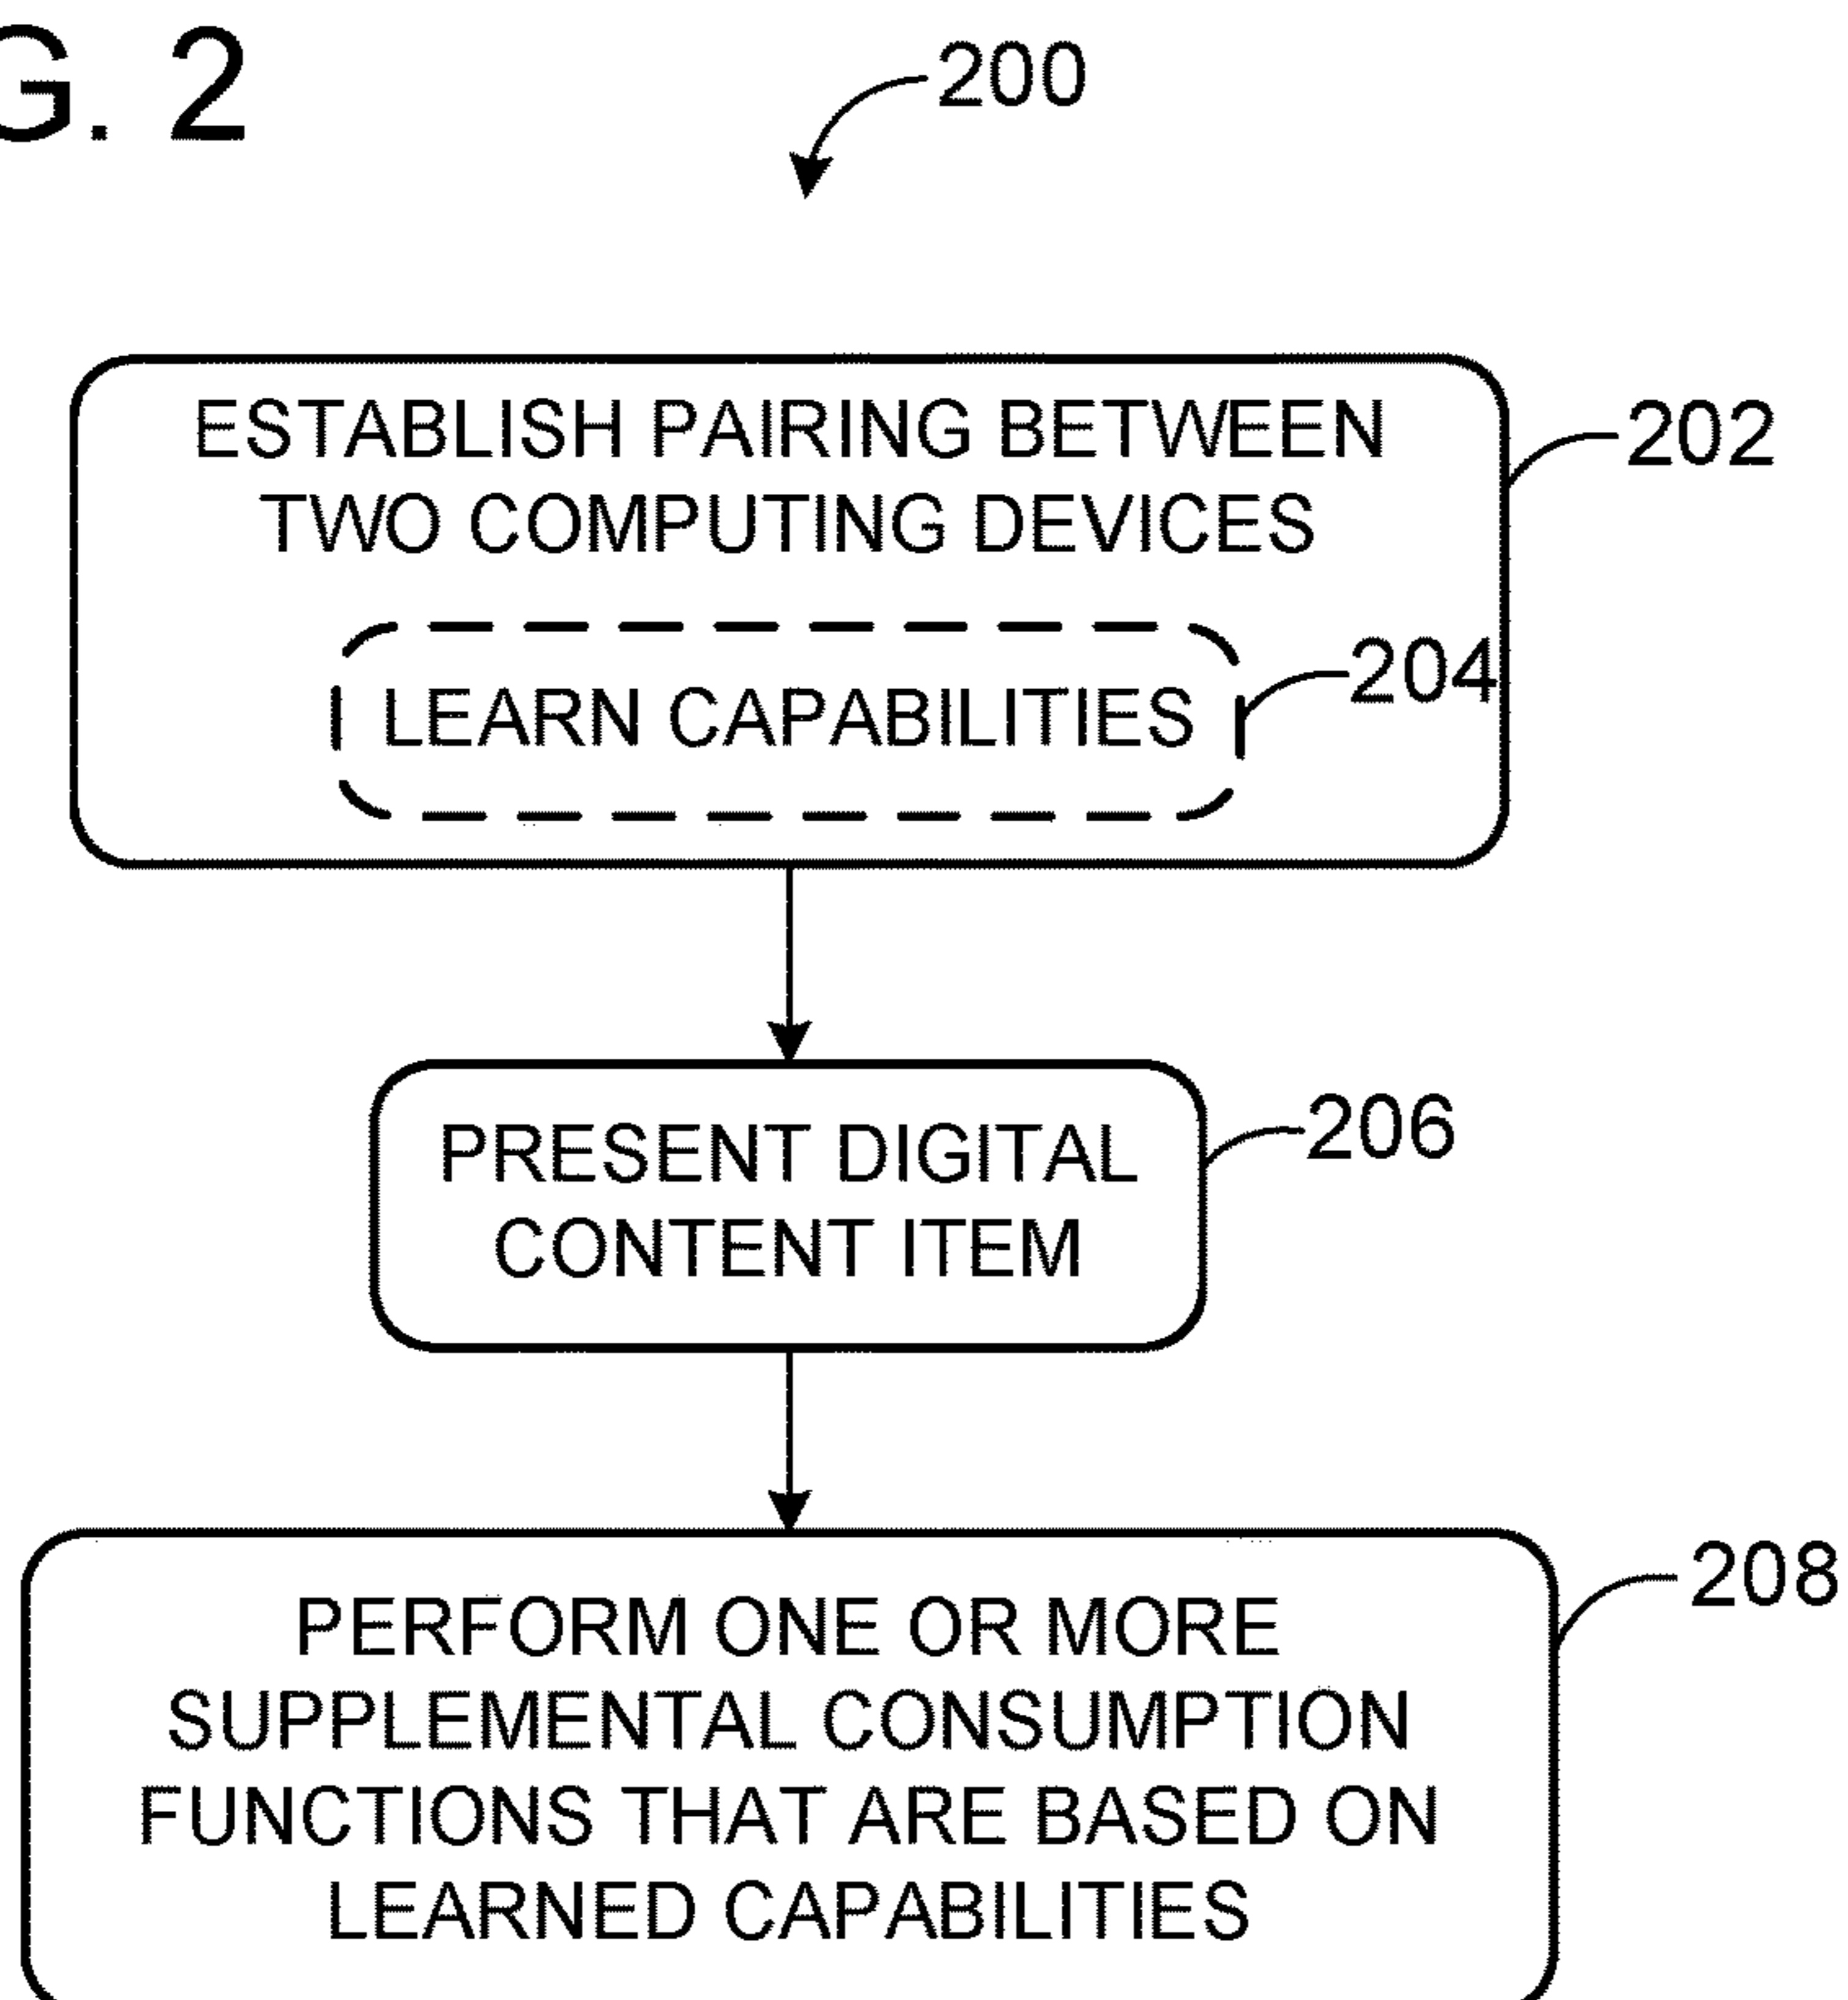 G. 2
200
ESTABLISH PAIRING BETWEEN
TWO COMPUTING DEVICES
202
LEARN CAPABILITIES
204
PRESENT DIGITAL
CONTENT ITEM
206
PERFORM ONE OR MORE
SUPPLEMENTAL CONSUMPTION
FUNCTIONS THAT ARE BASED ON
LEARNED CAPABILITIES
208